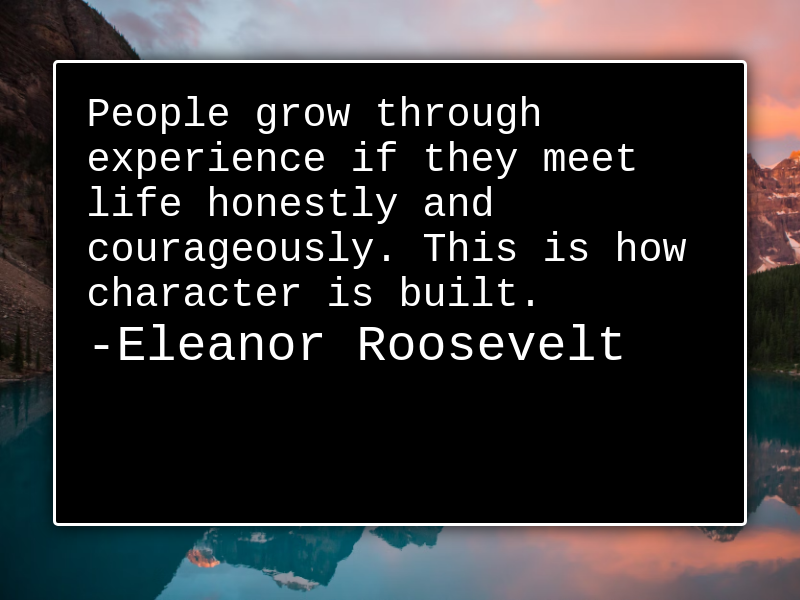 People grow through
experience if they meet
life honestly and
courageously. This is how
character is built.
-Eleanor Roosevelt